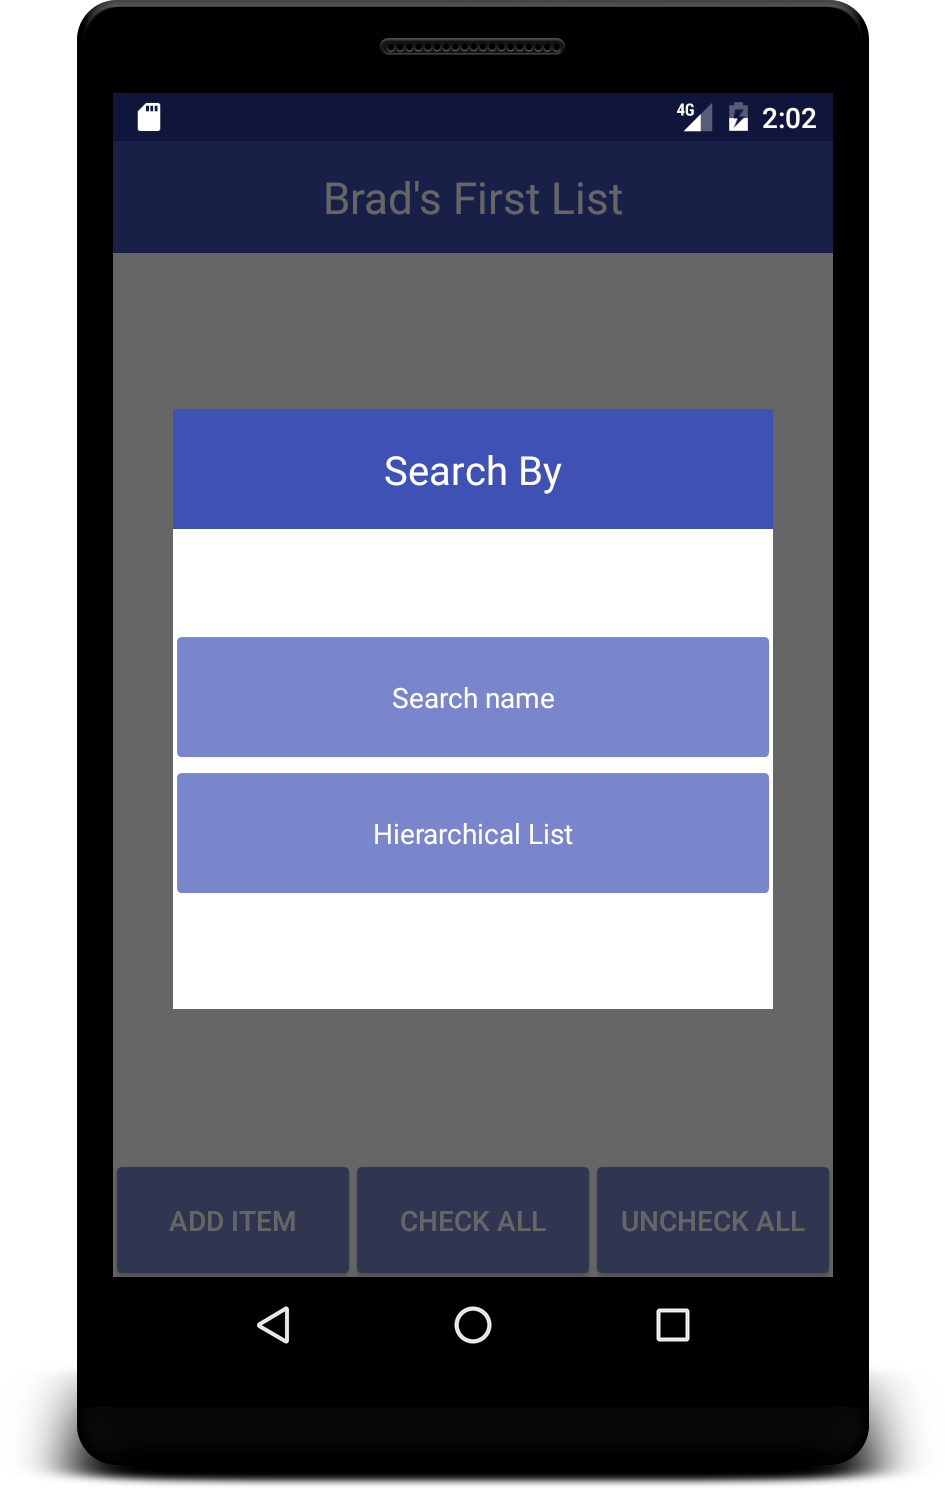 4G 2:02
Brad's First List
Search By
Search name
Hierarchical List
ADD ITEM CHECK ALL UNCHECK ALL